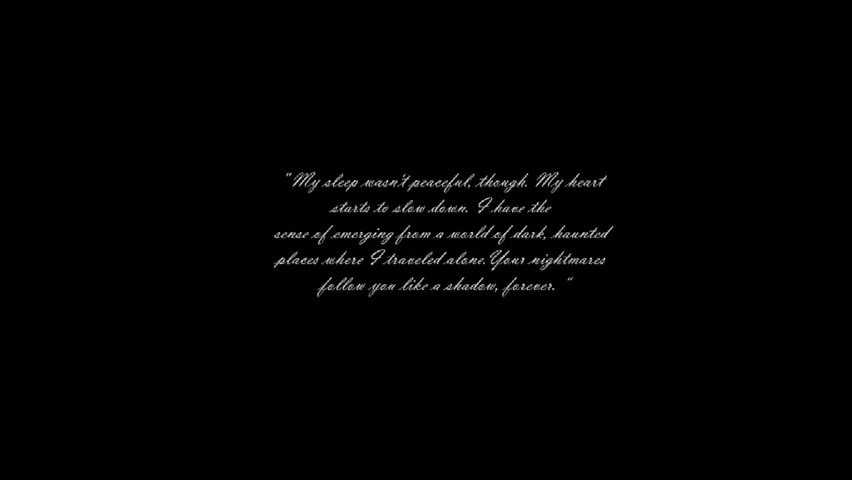 "My sleep wasn't peaceful, though. My heart
starts to slow down. I have the
sense of emerging from a world of dark, haunted
places where I traveled alone.Your nightmares
follow you like a shadow, forever. "